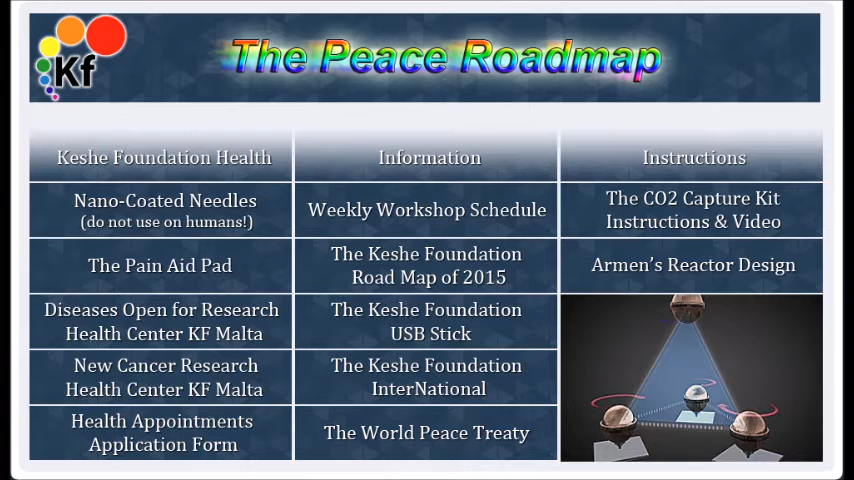 Kf
The Peace Roadmap
Keshe Foundation Health
Information
Instructions
Nano-Coated Needles
(do not use on humans!)
Weekly Workshop Schedule
The CO2 Capture Kit
Instructions & Video
The Pain Aid Pad
The Keshe Foundation
Road Map of 2015
Armen's Reactor Design
Diseases Open for Research
Health Center KF Malta
The Keshe Foundation
USB Stick
New Cancer Research
Health Center KF Malta
The Keshe Foundation
InterNational
Health Appointments
Application Form
The World Peace Treaty